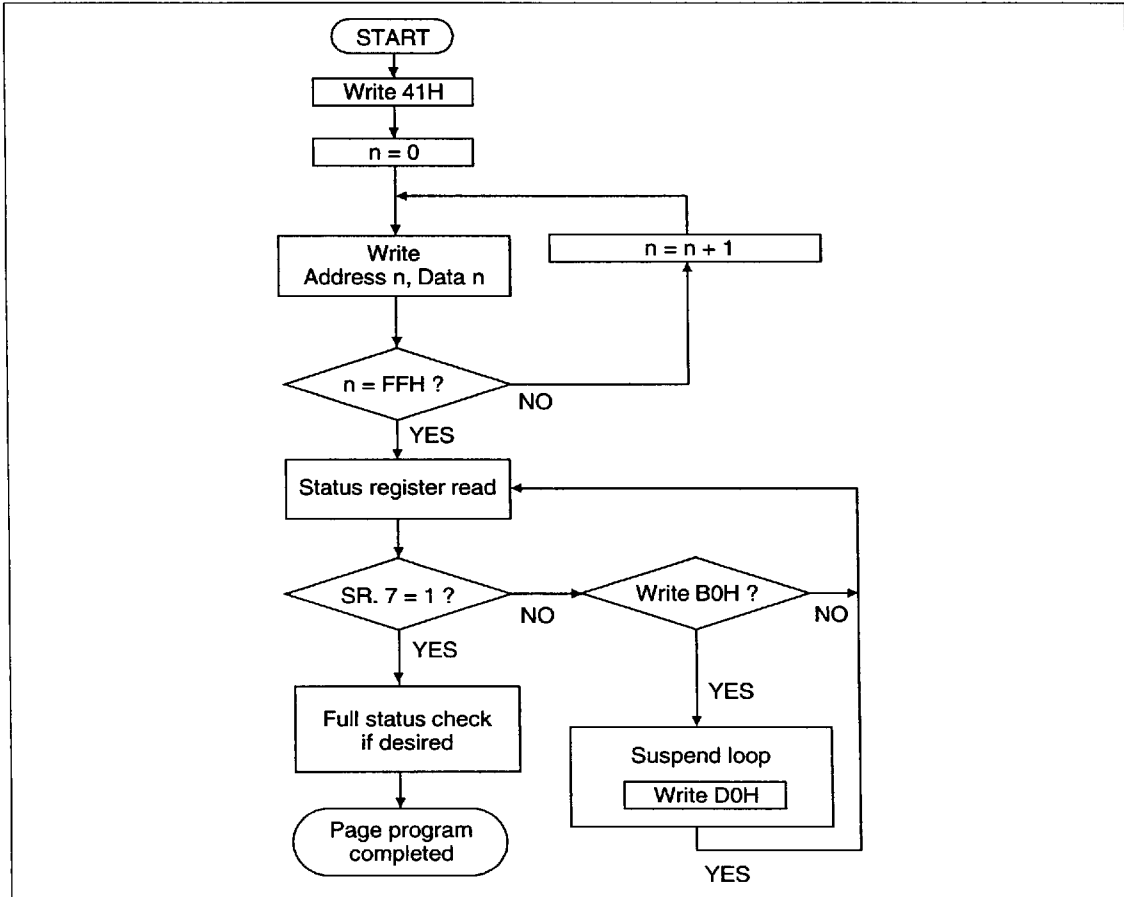 START
Write 41H
n = 0
Write
Address n, Data n
n = n + 1
n = FFH ?
NO
YES
Status register read
SR. 7 = 1 ?
NO
Write B0H ?
NO
YES
YES
Full status check
if desired
Suspend loop
Write D0H
Page program
completed
YES